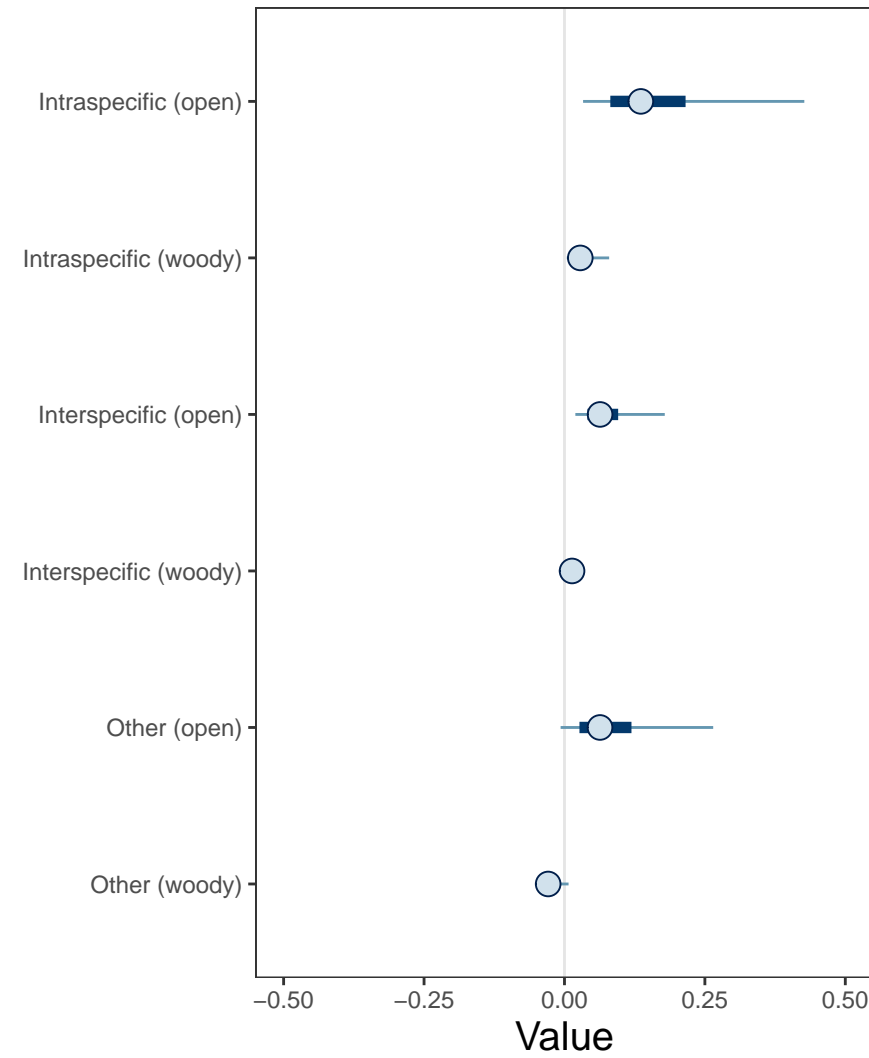 Intraspecific (open)
Intraspecific (woody)
Interspecific (open)
Interspecific (woody)
Other (open)
Other (woody)
−0.50 −0.25 0.00 0.25 0.50
Value